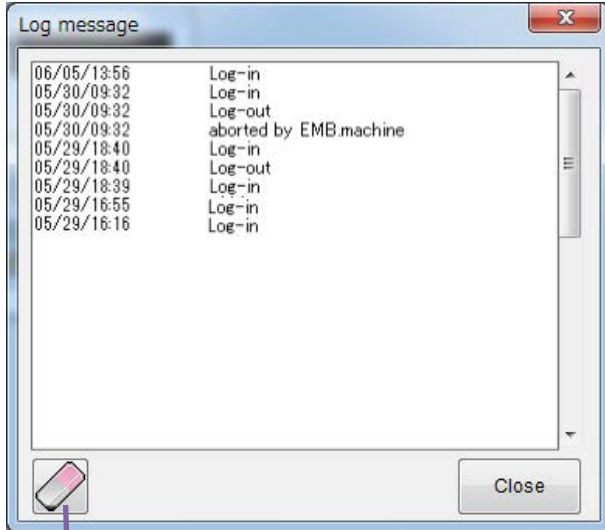 Log message
06/05/13:56 Log-in
05/30/09:32 Log-in
05/30/09:32 Log-out
05/30/09:32 aborted by EMB.machine
05/29/18:40 Log-in
05/29/18:40 Log-out
05/29/18:39 Log-in
05/29/16:55 Log-in
05/29/16:16 Log-in
Close